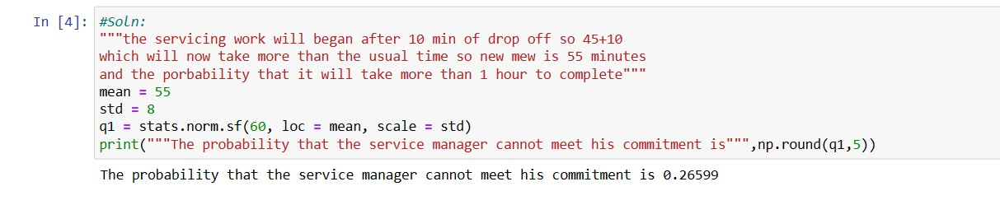 In [4]: #Soln:
"""the servicing work will began after 10 min of drop off so 45+10
which will now take more than the usual time so new mew is 55 minutes
and the porbability that it will take more than 1 hour to complete"""
mean = 55
std = 8
q1 = stats.norm.sf(60, loc = mean, scale = std)
print("""The probability that the service manager cannot meet his commitment is""",np.round(q1,5))
The probability that the service manager cannot meet his commitment is 0.26599